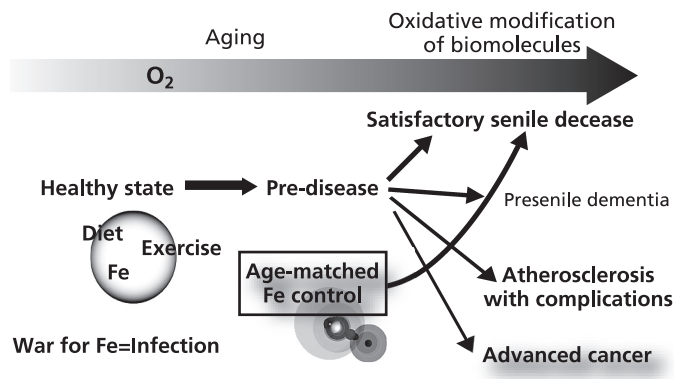 Aging
Oxidative modification
of biomolecules
O₂
Satisfactory senile decease
Healthy state
Pre-disease
Presenile dementia
Diet
Exercise
Fe
Age-matched
Fe control
Atherosclerosis
with complications
War for Fe=Infection
Advanced cancer